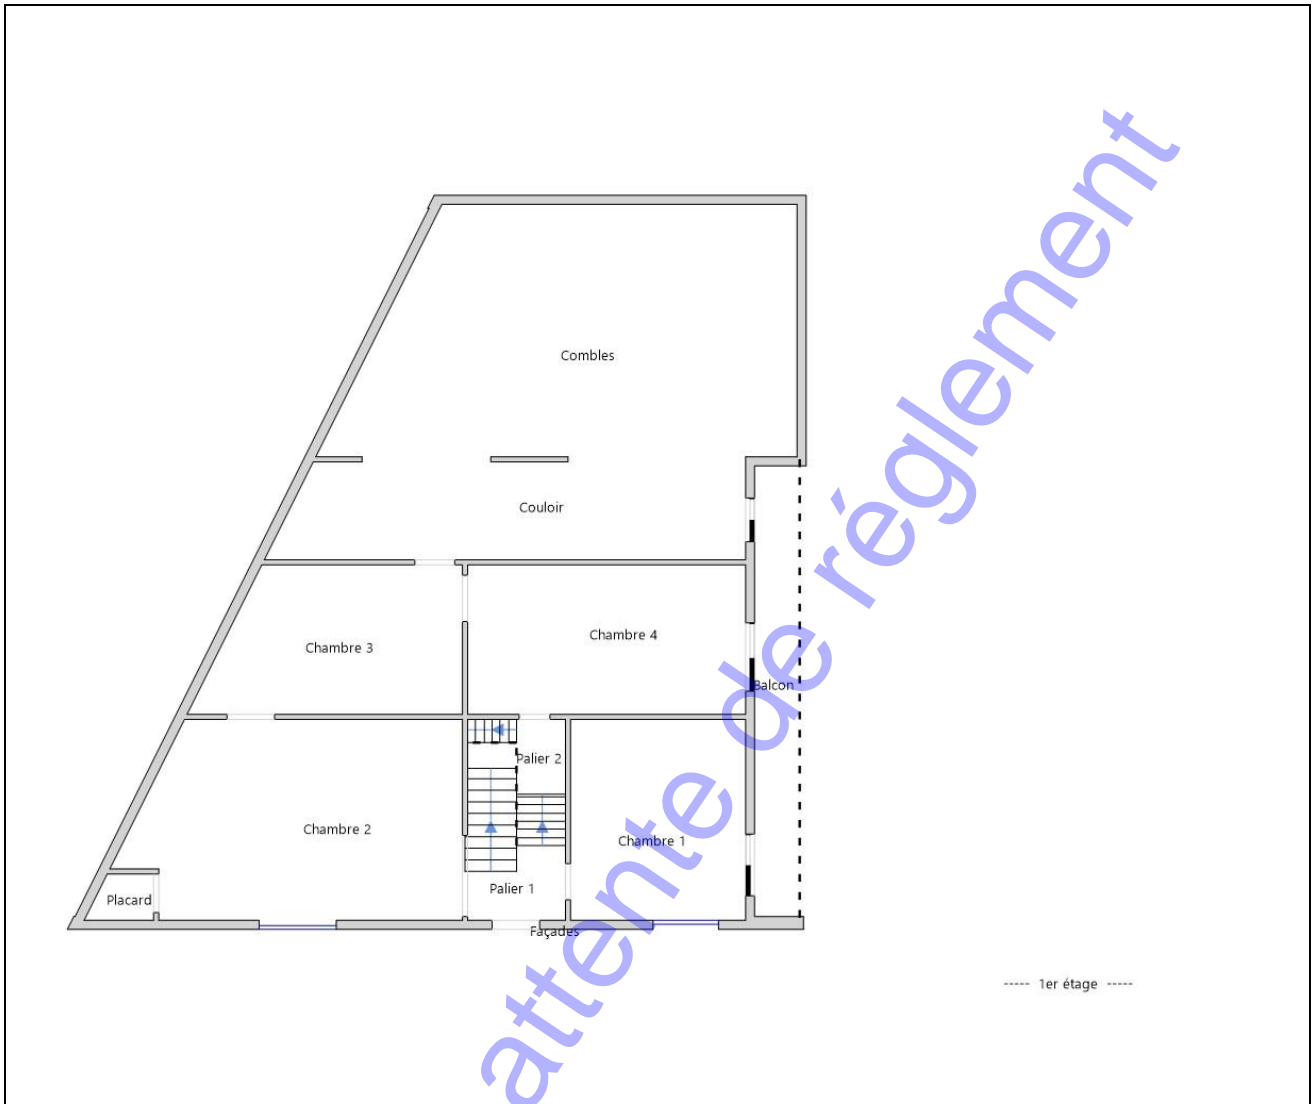 Combles
Couloir
Chambre 4
Chambre 3
Balcon
Palier 2
Chambre 2
Chambre 1
Palier 1
Placard
Façades
----- 1er étage -----
attente de réglement